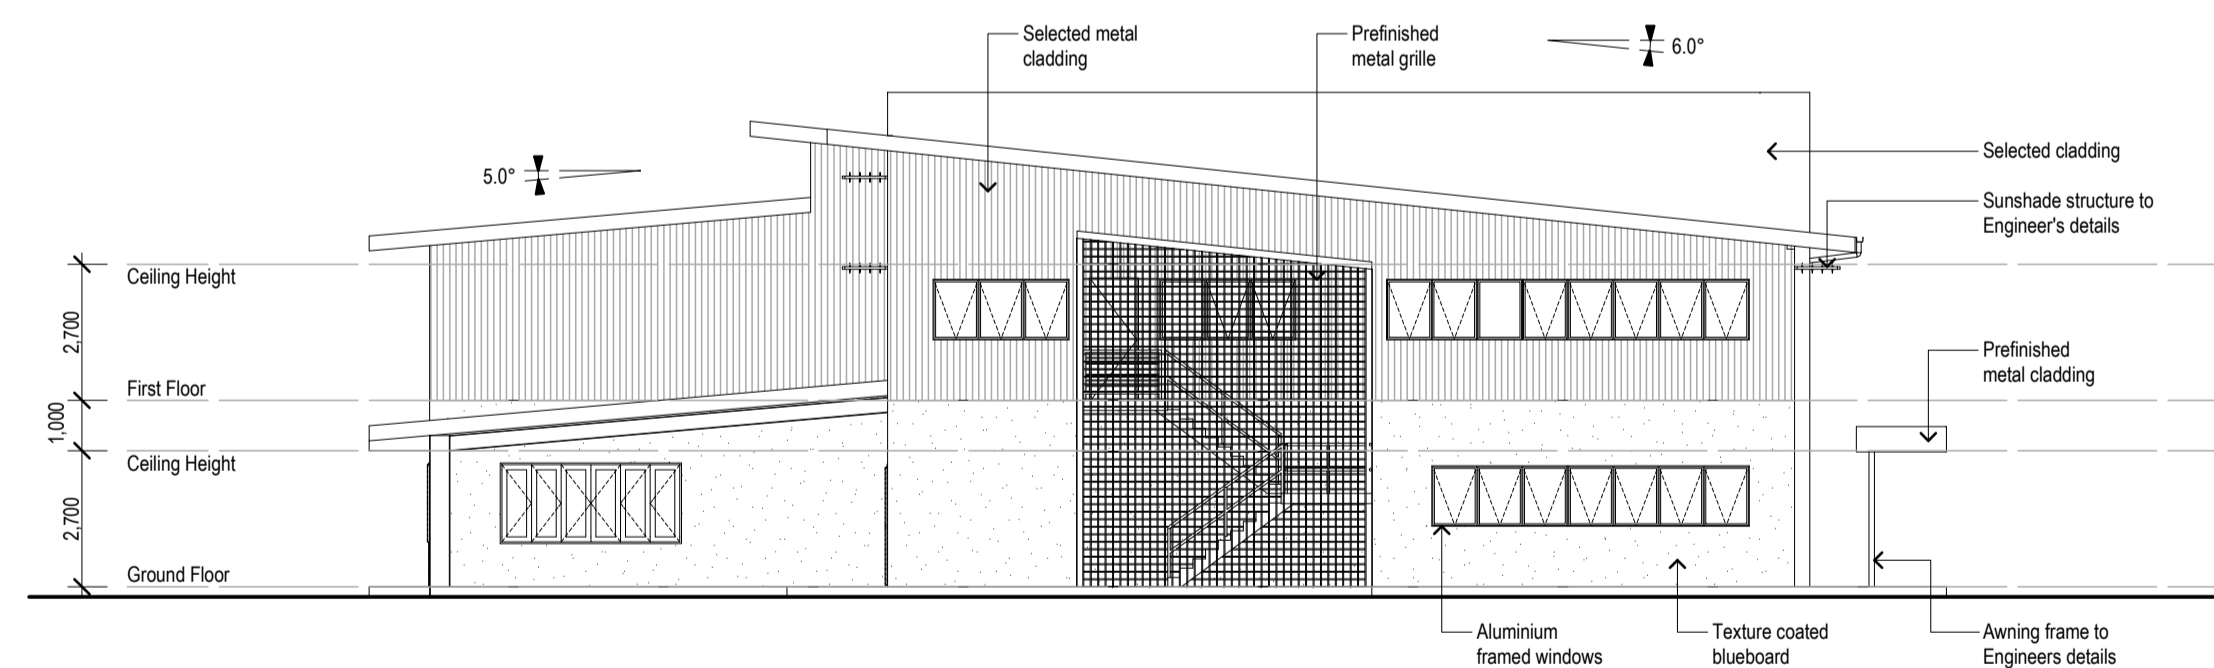 Selected metal
cladding
Prefinished
metal grille
6.0°
5.0°
Selected cladding
Sunshade structure to
Engineer's details
Ceiling Height
2,700
First Floor
Prefinished
metal cladding
1,000
Ceiling Height
2,700
Ground Floor
Aluminium
framed windows
Texture coated
blueboard
Awning frame to
Engineers details